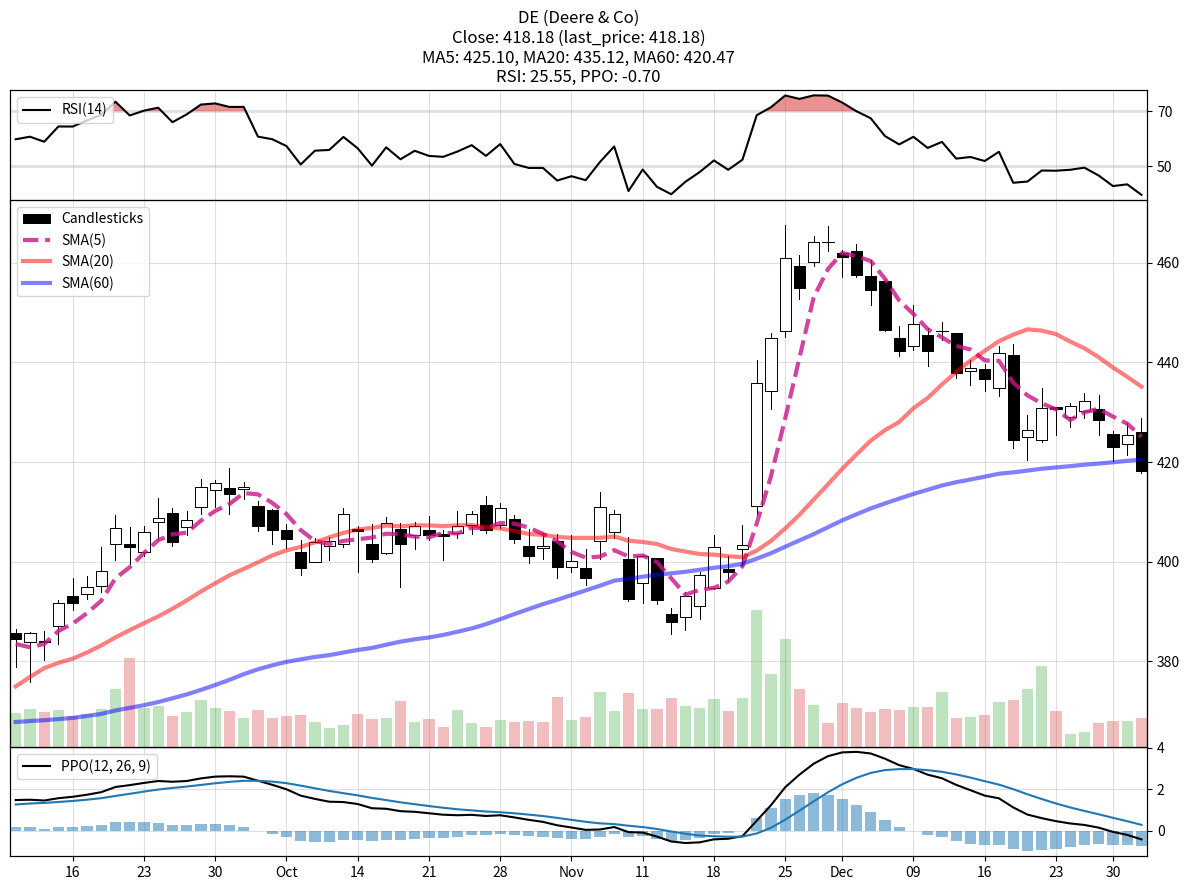 DE (Deere & Co)
Close: 418.18 (last_price: 418.18)
MA5: 425.10, MA20: 435.12, MA60: 420.47
RSI: 25.55, PPO: -0.70
RSI(14)
70
50
Candlesticks
SMA(5)
SMA(20)
SMA(60)
460
440
420
400
380
PPO(12, 26, 9)
4
2
0
16 23 30 Oct 14 21 28 Nov 11 18 25 Dec 09 16 23 30